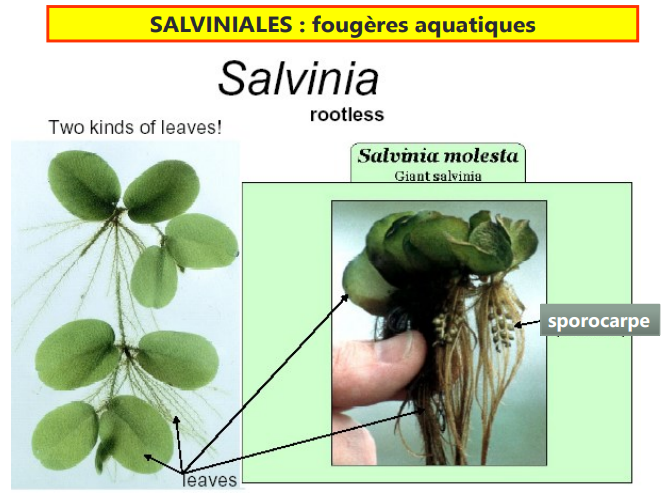 SALVINIALES : fougères aquatiques
Salvinia
rootless
Two kinds of leaves!
Salvinia molesta
Giant salvinia
sporocarpe
leaves